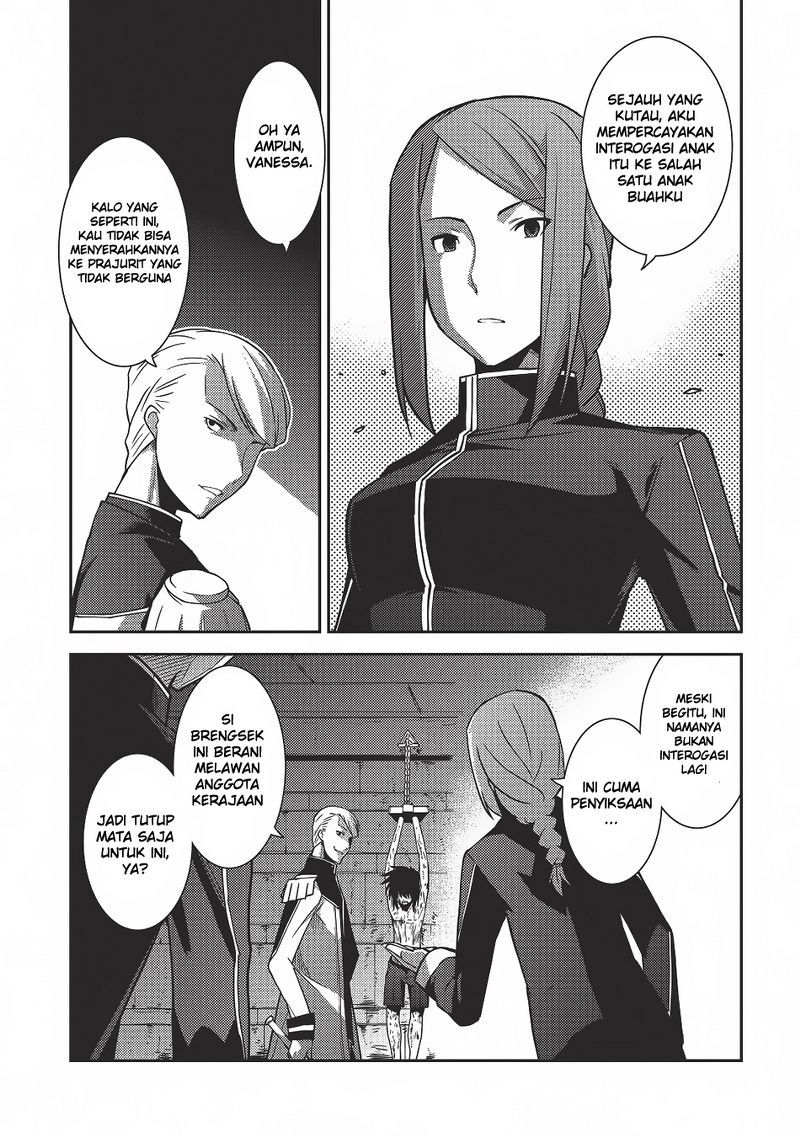 SEJAUH YANG
KUTAU, AKU
MEMPERCAYAKAN
INTEROGASI ANAK
ITU KE SALAH
SATU ANAK
BUAHKU
OH YA
AMPUN,
VANESSA.
KALO YANG
SEPERTI INI,
KAU TIDAK BISA
MENYERAHKANNYA
KE PRAJURIT YANG
TIDAK BERGUNA
MESKI
BEGITU, INI
NAMANYA
BUKAN
INTEROGASI
LAGI
INI CUMA
PENYIKSAAN
...
SI
BRENGSEK
INI BERANI
MELAWAN
ANGGOTA
KERAJAAN
JADI TUTUP
MATA SAJA
UNTUK INI,
YA?